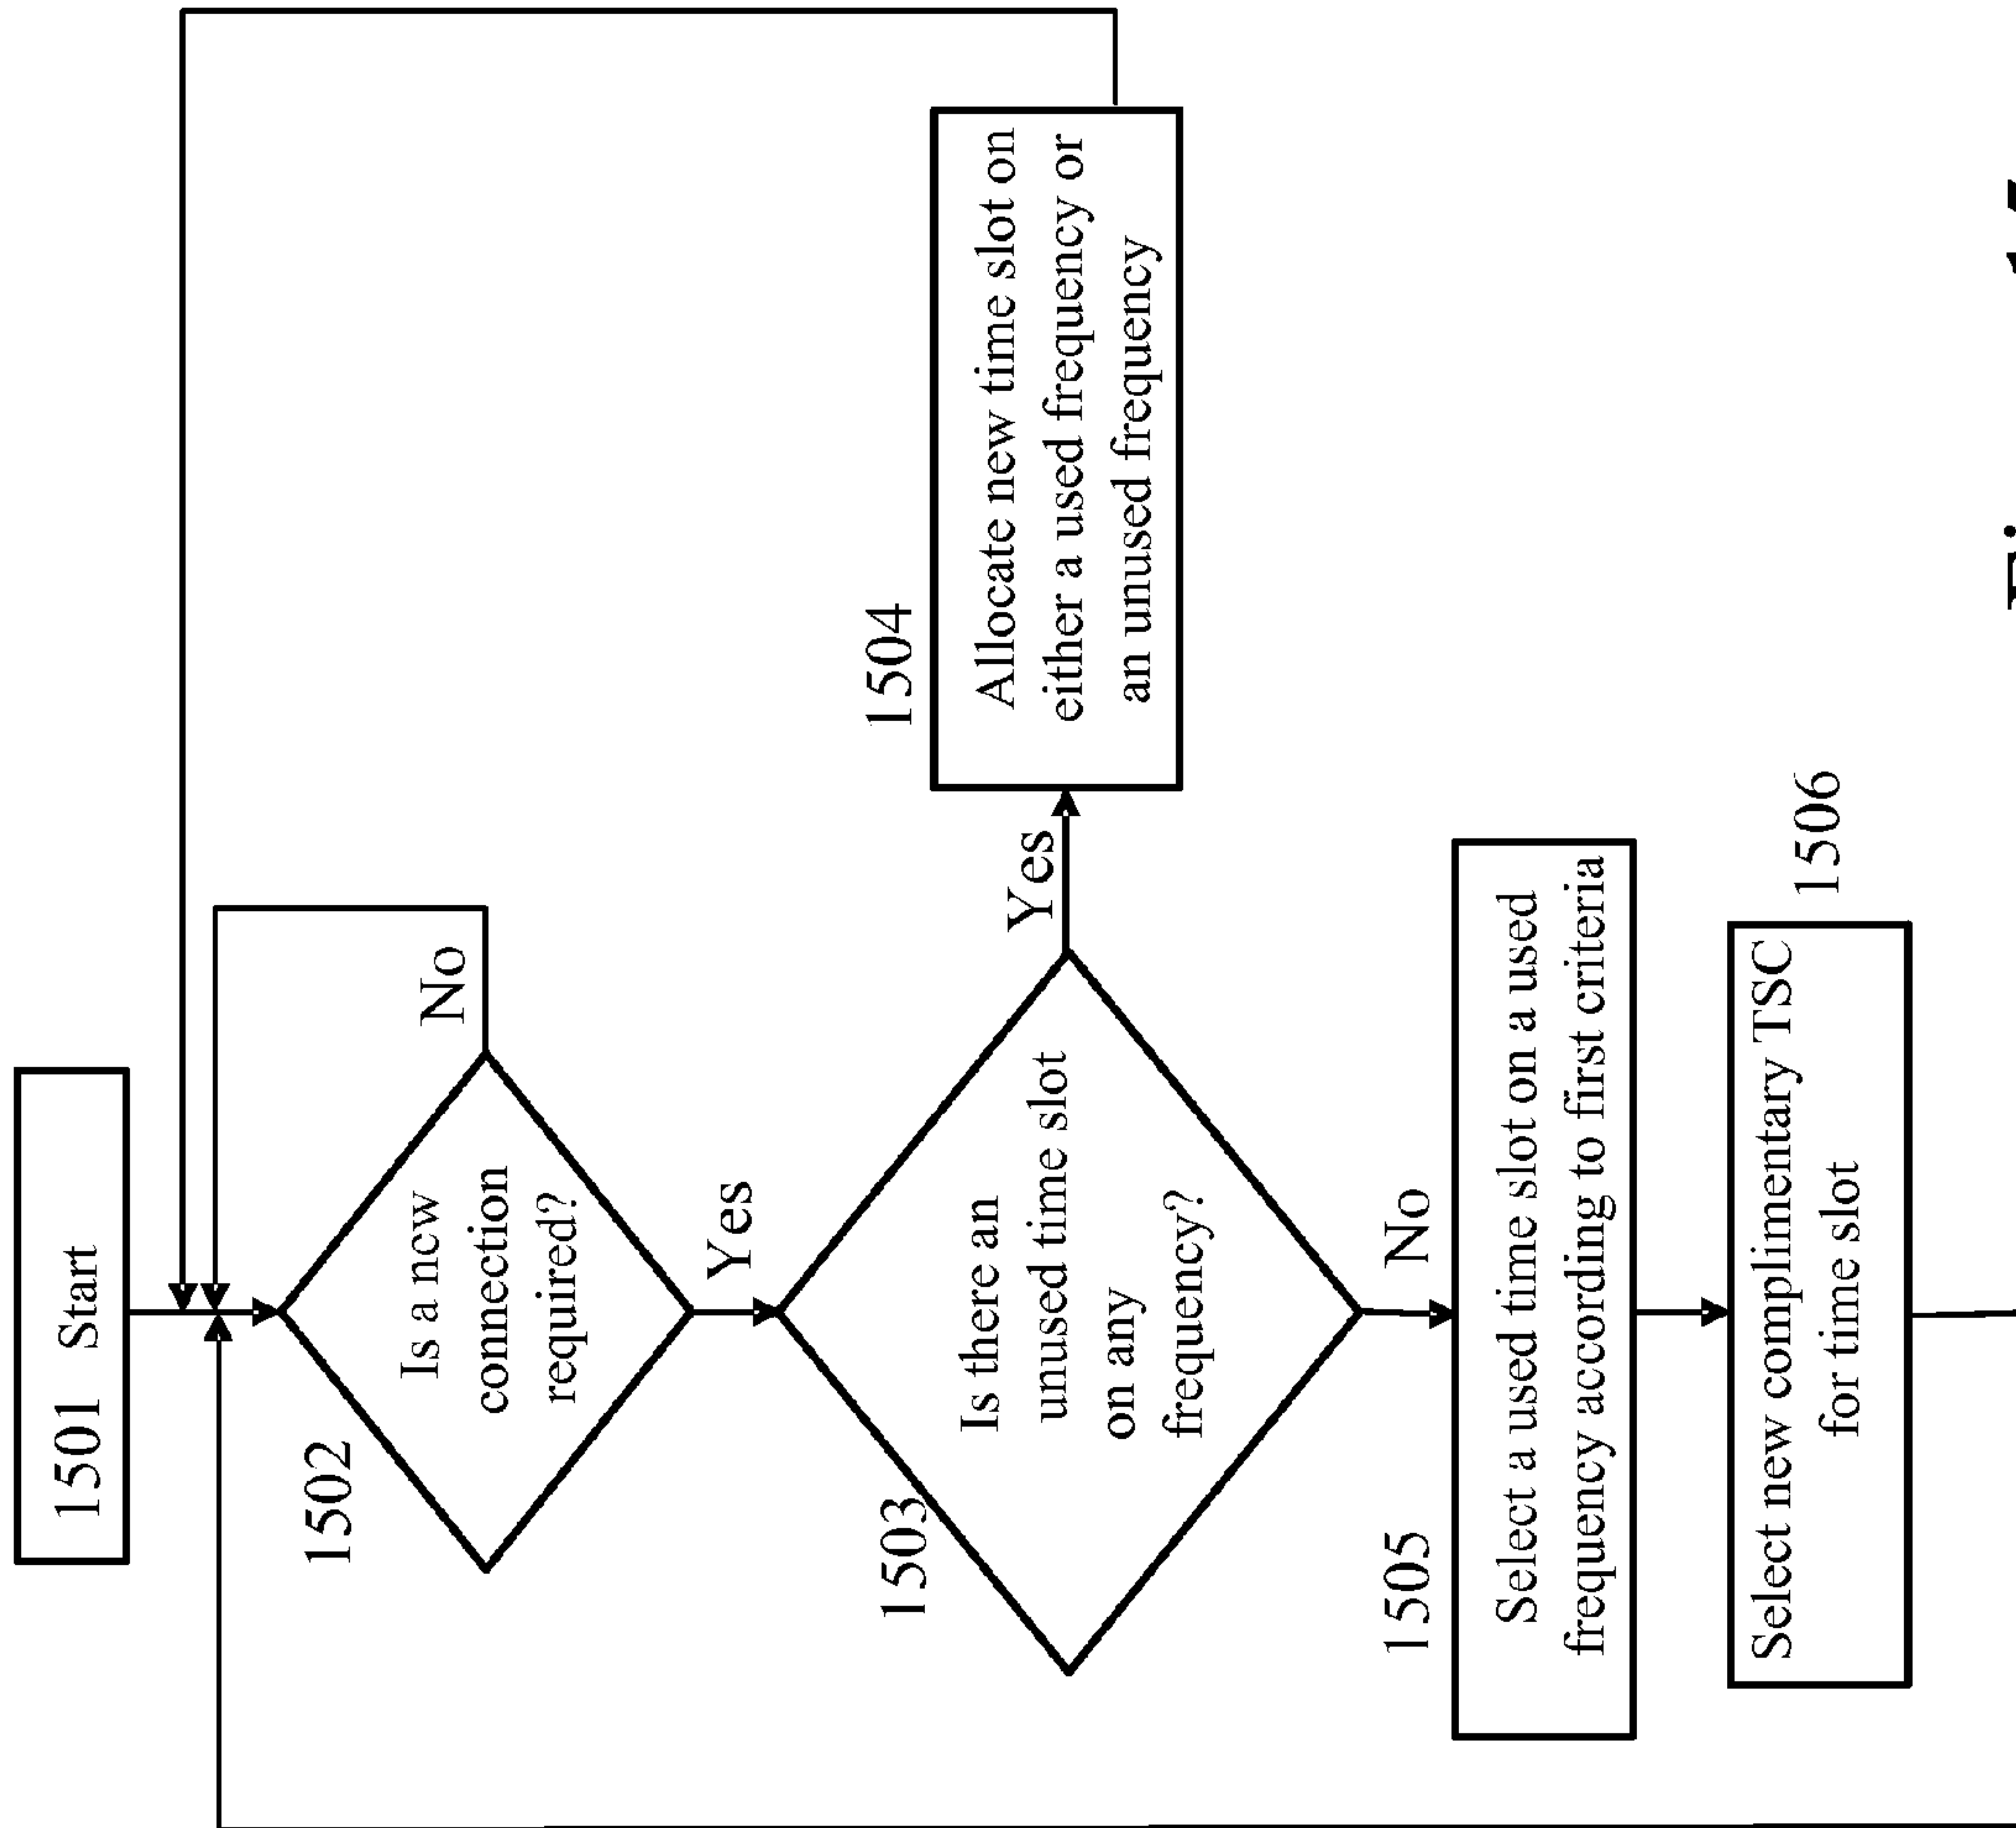 1501 Start
1502
Is a new
connection
required?
No
Yes
1503
Is there an
unused time slot
on any
frequency?
Yes
1504
Allocate new time slot on
either a used frequency or
an unused frequency
No
1505
Select a used time slot on a used
frequency according to first criteria
1506
Select new complimentary TSC
for time slot